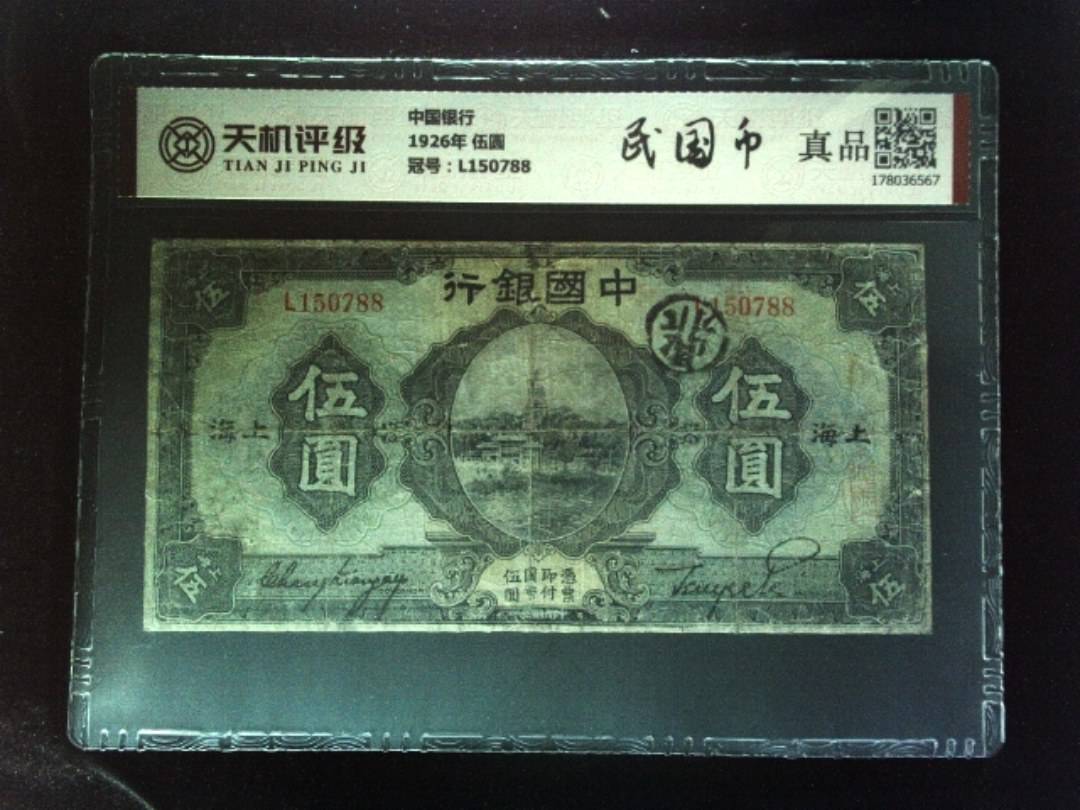 天机评级
TIAN JI PING JI
中国银行
1926年 伍圆
冠号：L150788
民国币
真品
178036567
行銀國中
L150788
L150788
伍
伍
伍圓
伍圓
海上
海上
伍
伍